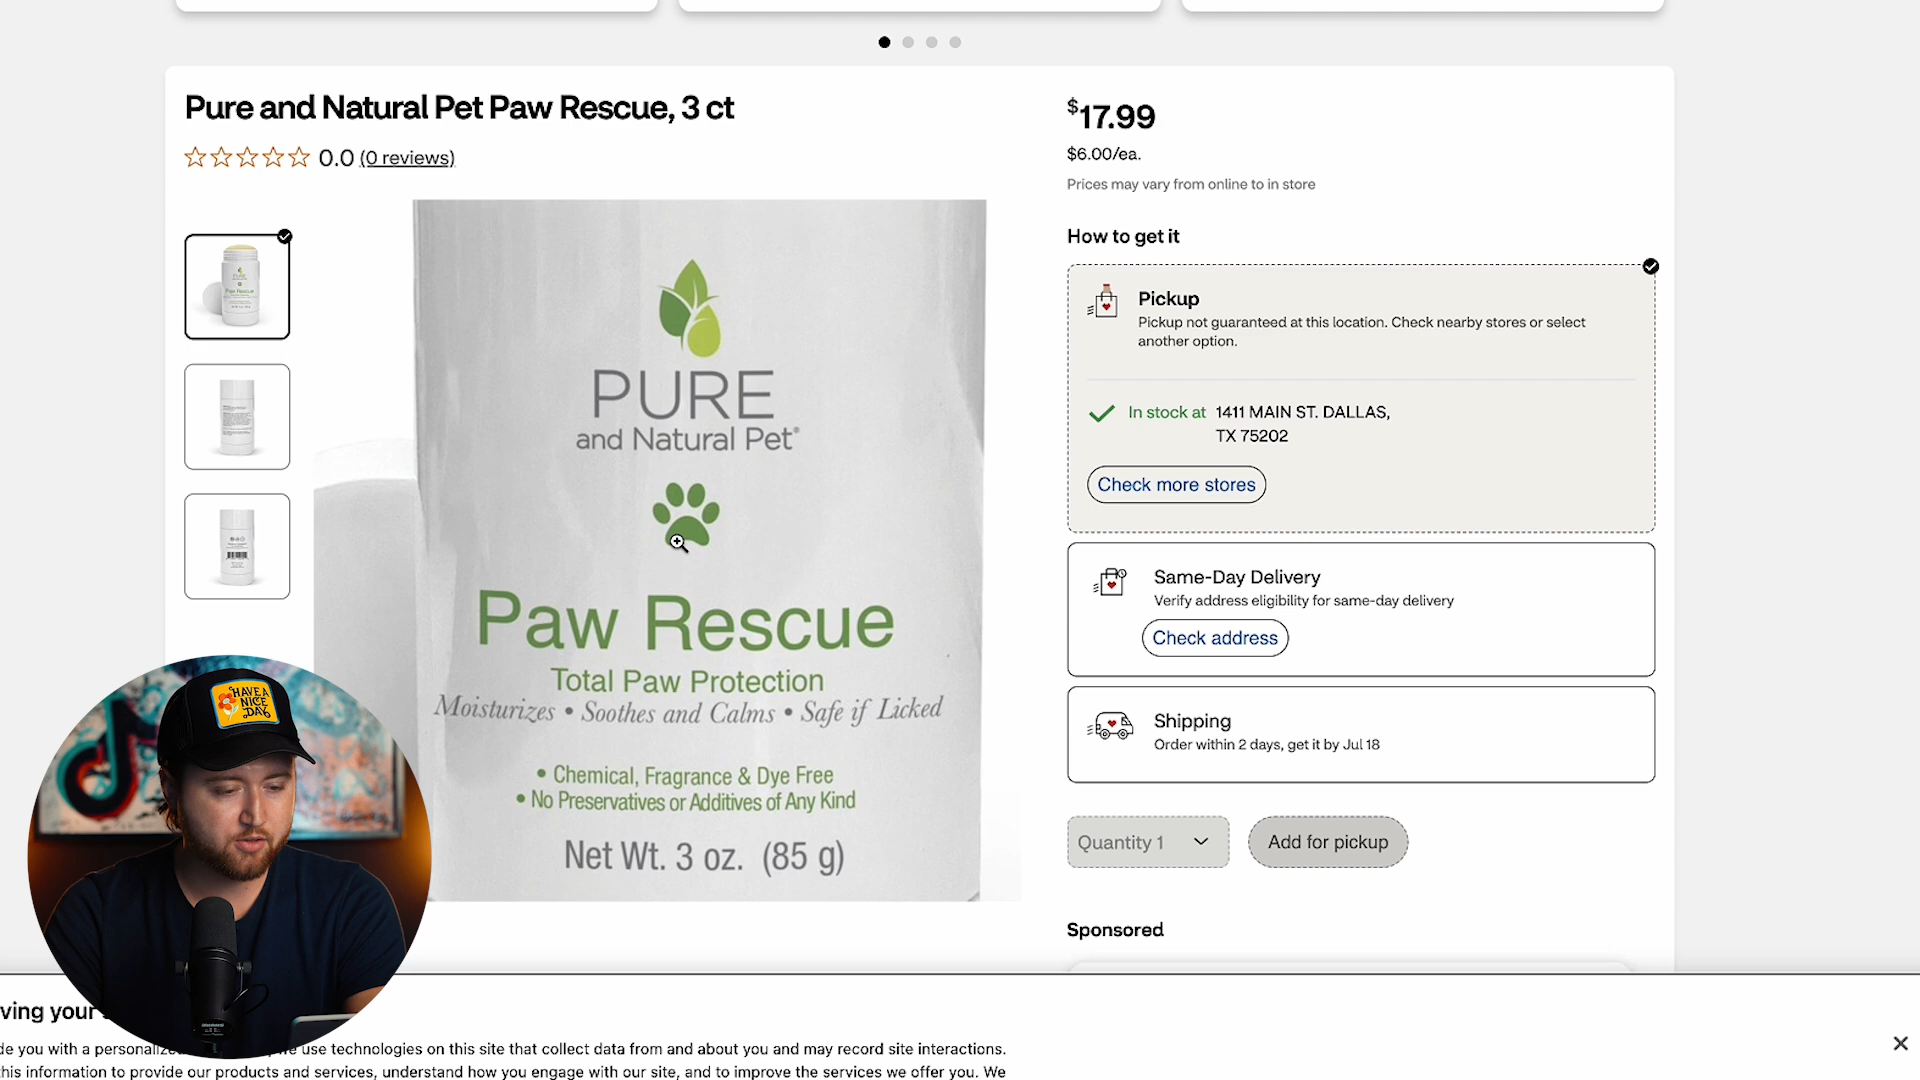 Pure and Natural Pet Paw Rescue, 3 ct
0.0 (0 reviews)
PURE
and Natural Pet®
Paw Rescue
Total Paw Protection
Moisturizes • Soothes and Calms • Safe if Licked
• Chemical, Fragrance & Dye Free
• No Preservatives or Additives of Any Kind
Net Wt. 3 oz. (85 g)
$17.99
$6.00/ea.
Prices may vary from online to in store
How to get it
Pickup
Pickup not guaranteed at this location. Check nearby stores or select
another option.
In stock at 1411 MAIN ST. DALLAS,
TX 75202
Check more stores
Same-Day Delivery
Verify address eligibility for same-day delivery
Check address
Shipping
Order within 2 days, get it by Jul 18
Quantity 1
Add for pickup
Sponsored
HAVE A
NICE
DAY
ving your
de you with a personaliz
use technologies on this site that collect data from and about you and may record site interactions.
his information to provide our products and services, understand how you engage with our site, and to improve the services we offer you. We